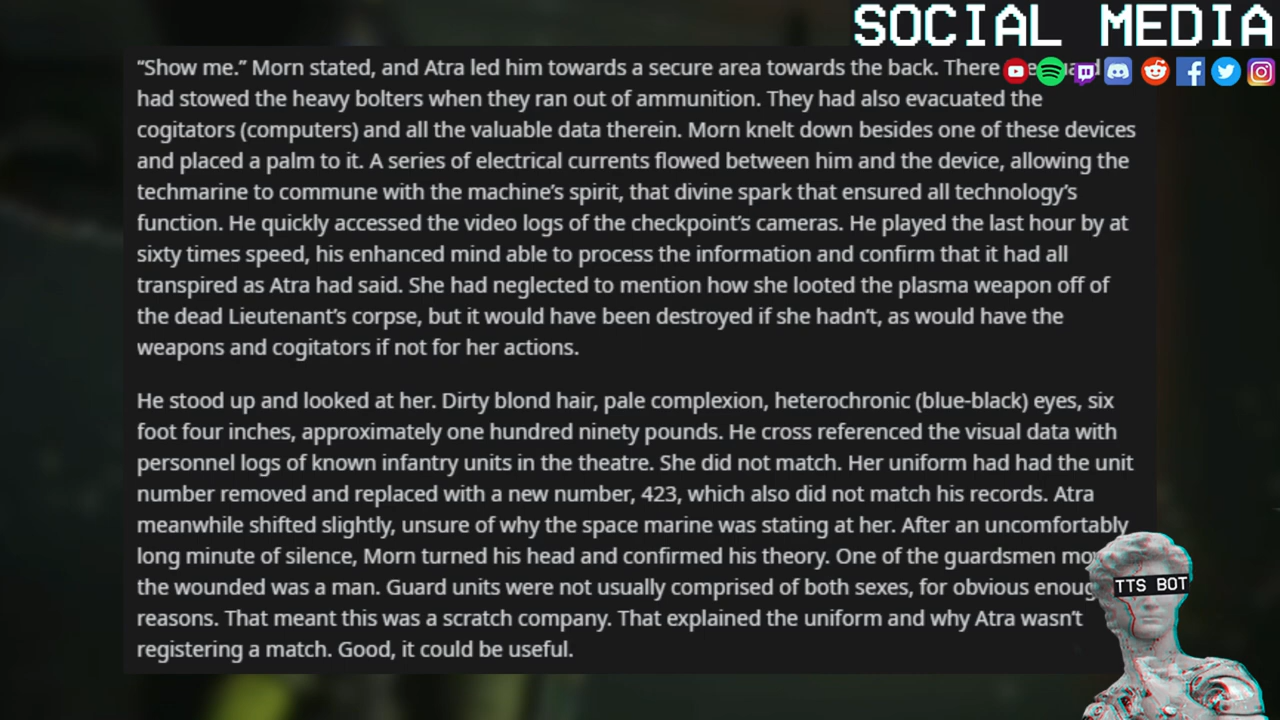 SOCIAL MEDIA
“Show me.” Morn stated, and Atra led him towards a secure area towards the back. There
had stowed the heavy bolters when they ran out of ammunition. They had also evacuated the
cogitators (computers) and all the valuable data therein. Morn knelt down besides one of these devices
and placed a palm to it. A series of electrical currents flowed between him and the device, allowing the
techmarine to commune with the machine’s spirit, that divine spark that ensured all technology’s
function. He quickly accessed the video logs of the checkpoint’s cameras. He played the last hour by at
sixty times speed, his enhanced mind able to process the information and confirm that it had all
transpired as Atra had said. She had neglected to mention how she looted the plasma weapon off of
the dead Lieutenant’s corpse, but it would have been destroyed if she hadn’t, as would have the
weapons and cogitators if not for her actions.
He stood up and looked at her. Dirty blond hair, pale complexion, heterochronic (blue-black) eyes, six
foot four inches, approximately one hundred ninety pounds. He cross referenced the visual data with
personnel logs of known infantry units in the theatre. She did not match. Her uniform had had the unit
number removed and replaced with a new number, 423, which also did not match his records. Atra
meanwhile shifted slightly, unsure of why the space marine was stating at her. After an uncomfortably
long minute of silence, Morn turned his head and confirmed his theory. One of the guardsmen
the wounded was a man. Guard units were not usually comprised of both sexes, for obvious
reasons. That meant this was a scratch company. That explained the uniform and why Atra wasn’t
registering a match. Good, it could be useful.
TTS BOT